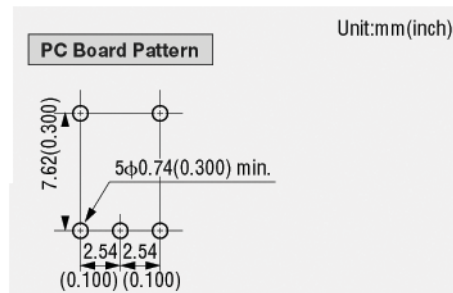 Unit:mm(inch)
PC Board Pattern
7.62(0.300)
5ϕ0.74(0.300) min.
2.54 2.54
(0.100) (0.100)